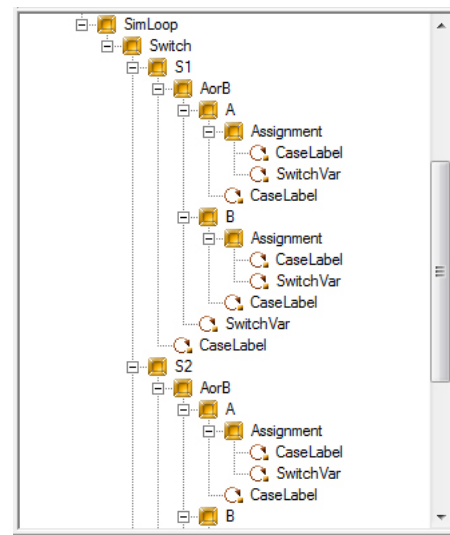 SimLoop
Switch
S1
AorB
A
Assignment
CaseLabel
SwitchVar
CaseLabel
B
Assignment
CaseLabel
SwitchVar
CaseLabel
SwitchVar
CaseLabel
S2
AorB
A
Assignment
CaseLabel
SwitchVar
CaseLabel
B